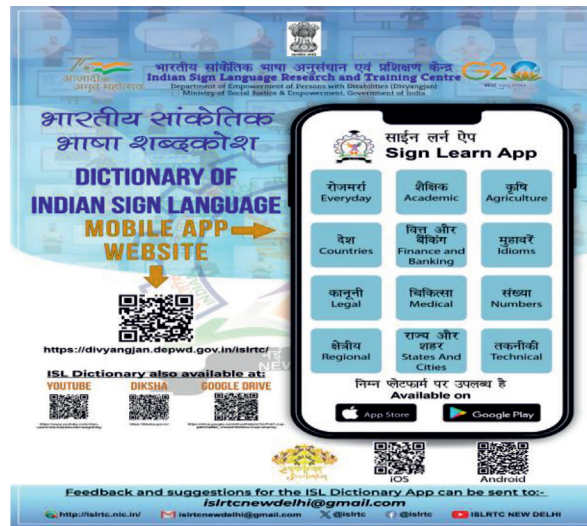 आज़ादी का
अमृत महोत्सव
भारतीय सांकेतिक भाषा अनुसंधान एवं प्रशिक्षण केन्द्र
Indian Sign Language Research and Training Centre
Department of Empowerment of Persons with Disabilities (Divyangjan)
Ministry of Social Justice & Empowerment, Government of India
G20
भारतीय सांकेतिक
भाषा शब्दकोश
DICTIONARY OF
INDIAN SIGN LANGUAGE
MOBILE APP
WEBSITE
https://divyangjan.depwd.gov.in/islrtc/
ISL Dictionary also available at:
YOUTUBE DIKSHA GOOGLE DRIVE
साईन लर्न ऐप
Sign Learn App
रोजमर्रा
Everyday
शैक्षिक
Academic
कृषि
Agriculture
देश
Countries
वित्त और
बैंकिंग
Finance and
Banking
मुहावरें
Idioms
कानूनी
Legal
चिकित्सा
Medical
संख्या
Numbers
क्षेत्रीय
Regional
राज्य और
शहर
States And
Cities
तकनीकी
Technical
निम्न प्लेटफार्म पर उपलब्ध है
Available on
App Store
Google Play
iOS
Android
Feedback and suggestions for the ISL Dictionary App can be sent to:-
islrtcnewdelhi@gmail.com
http://islrtc.nic.in/ islrtcnewdelhi@gmail.com @islrtc @islrtc ISLRTC NEW DELHI